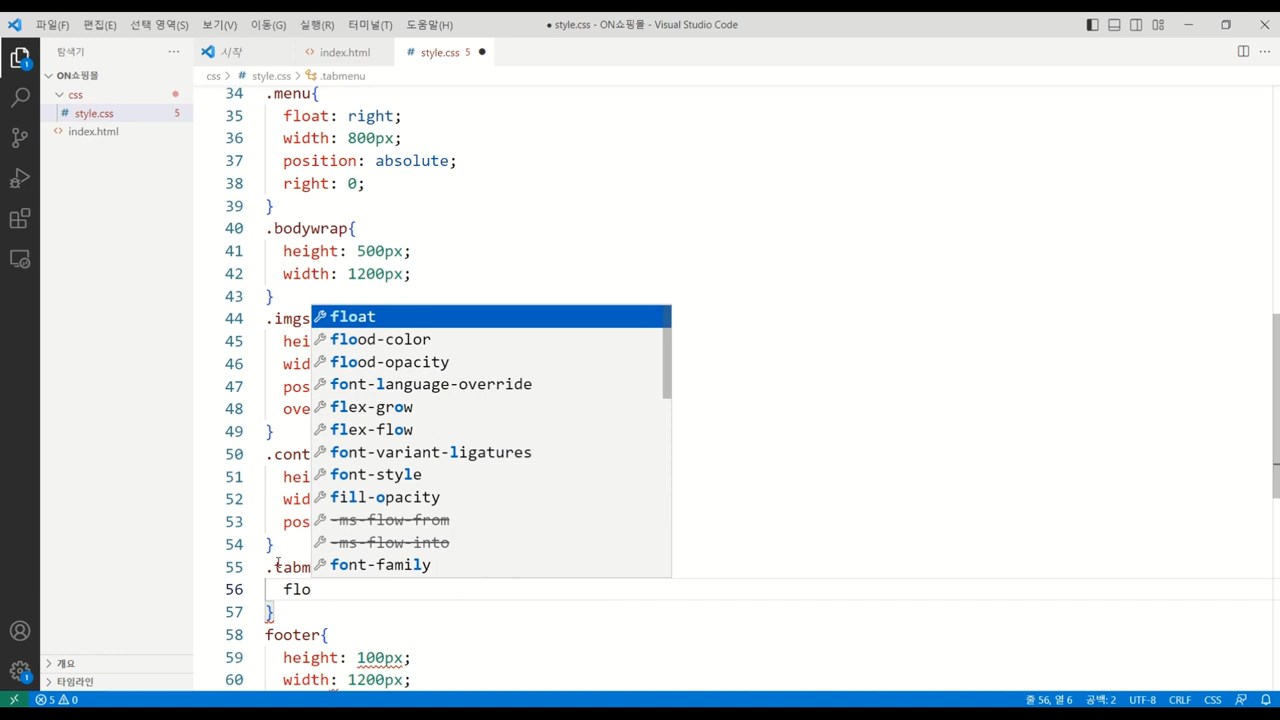 파일(F) 편집(E) 선택 영역(S) 보기(V) 이동(G) 실행(R) 터미널(T) 도움말(H) ● style.css - ON쇼핑몰 - Visual Studio Code
탐색기 ···
시작 <> index.html # style.css 5 ●
ON쇼핑몰
css > # style.css > .tabmenu
css
# style.css 5
<> index.html
34 .menu{
35 float: right;
36 width: 800px;
37 position: absolute;
38 right: 0;
39 }
40 .bodywrap{
41 height: 500px;
42 width: 1200px;
43 }
44 .imgs
45 hei
46 wid
47 pos
48 ove
49 }
50 .cont
51 hei
52 wid
53 pos
54 }
55 .tabm
56 flo
57 }
58 footer{
59 height: 100px;
60 width: 1200px;
float
flood-color
flood-opacity
font-language-override
flex-grow
flex-flow
font-variant-ligatures
font-style
fill-opacity
-ms-flow-from
-ms-flow-into
font-family
1
개요
타임라인
1
5 0 줄 56, 열 6 공백: 2 UTF-8 CRLF CSS